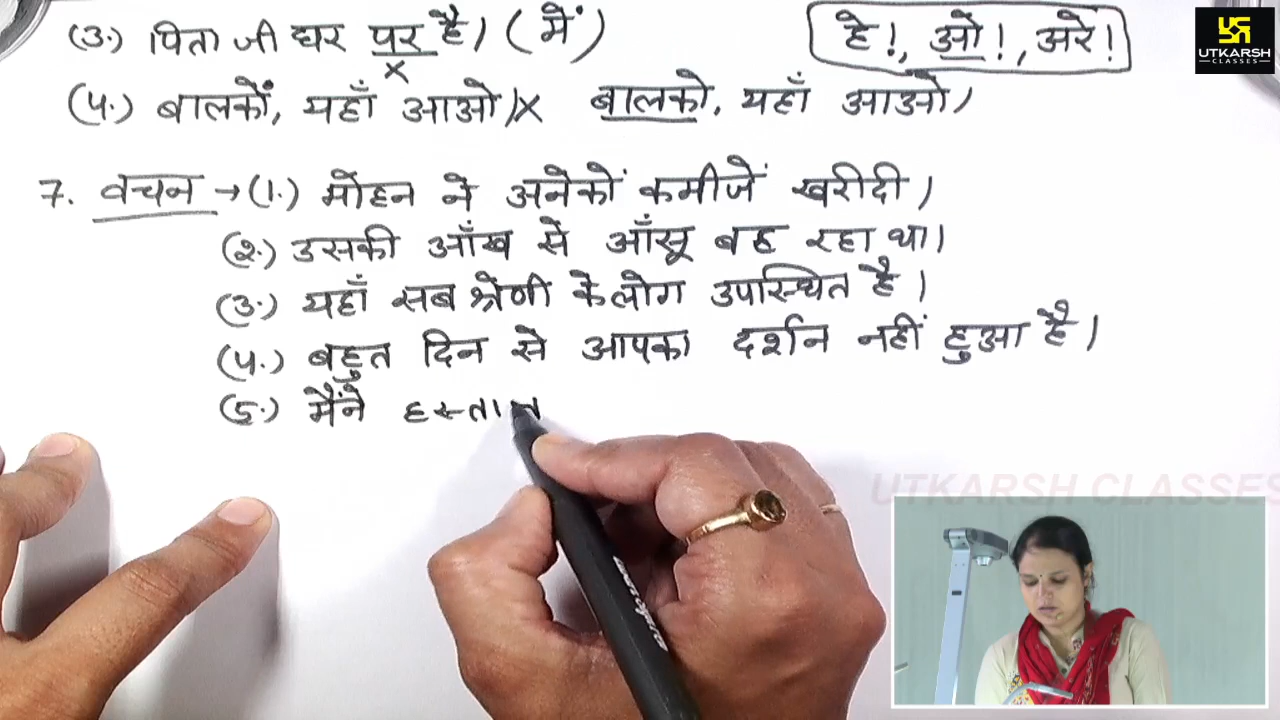 (3.) पिता जी घर पर है। (में)
x
हे!, ओ!, अरे!
UTKARSH
CLASSES
(4.) बालकों, यहाँ आओ।x बालको, यहाँ आओ।
7. वचन → (1.) मोहन ने अनेकों कमीजें खरीदी।
(2.) उसकी आँख से आँसू बह रहा था।
(3.) यहाँ सब श्रेणी के लोग उपस्थित है।
(4.) बहुत दिन से आपका दर्शन नहीं हुआ है।
(5.) मैंने
UTKARSH CLASSES